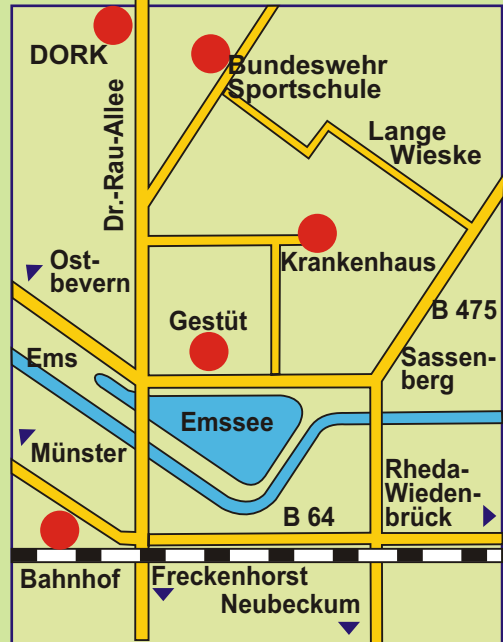 DORK
Bundeswehr
Sportschule
Dr.-Rau-Allee
Lange
Wieske
Ost-
bevern
Krankenhaus
Gestüt
B 475
Ems
Sassen-
berg
Emssee
Münster
Rheda-
Wieden-
brück
B 64
Bahnhof
Freckenhorst
Neubeckum